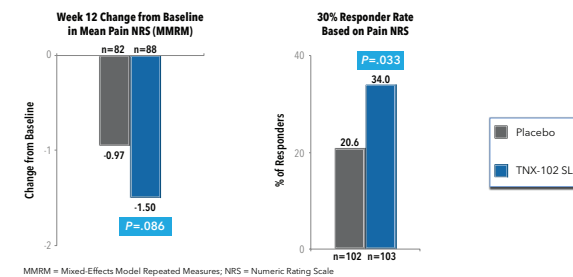 Week 12 Change from Baseline
in Mean Pain NRS (MMRM)
n=82 n=88
0
-1
-2
Change from Baseline
-0.97
-1.50
P=.086
30% Responder Rate
Based on Pain NRS
40
20
0
% of Responders
P=.033
34.0
20.6
n=102 n=103
Placebo
TNX-102 SL
MMRM = Mixed-Effects Model Repeated Measures; NRS = Numeric Rating Scale